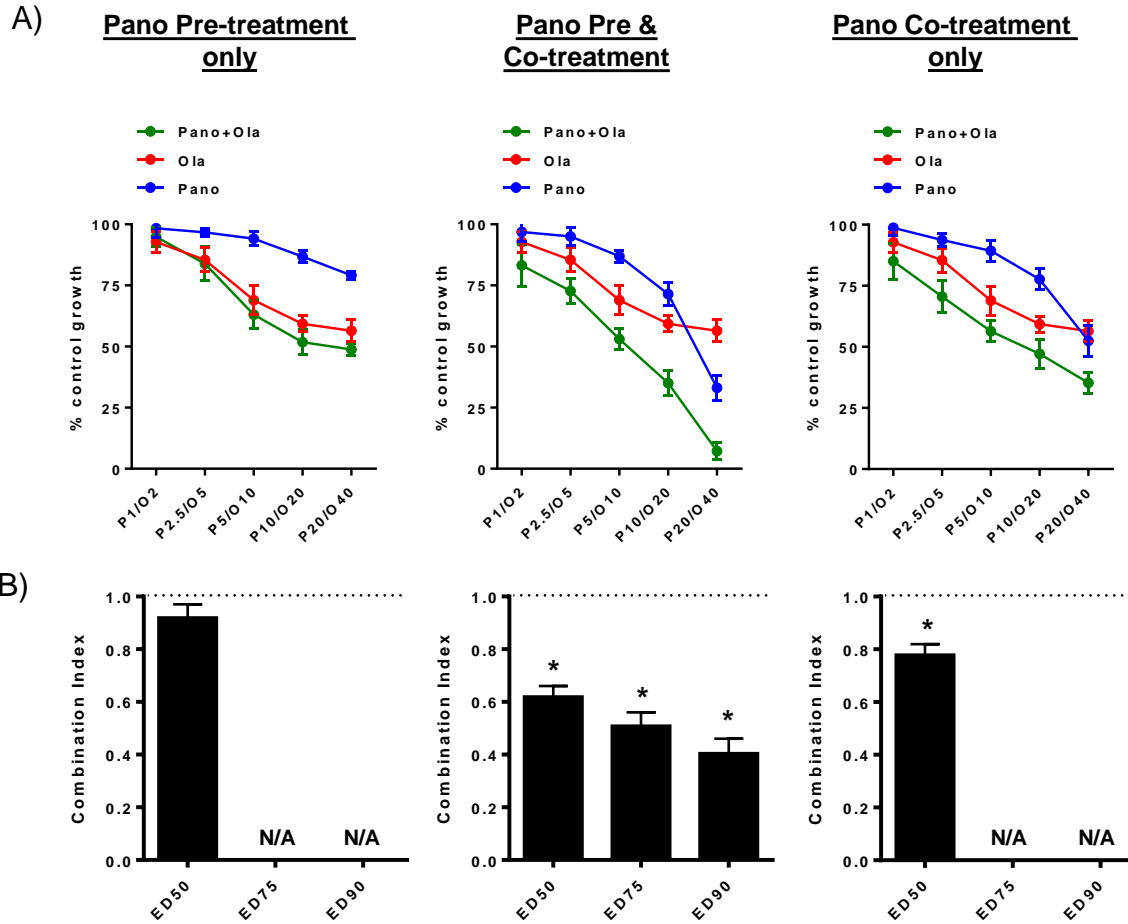 A)
Pano Pre-treatment
only
Pano Pre &
Co-treatment
Pano Co-treatment
only
Pano+Ola
Ola
Pano
Pano+Ola
Ola
Pano
Pano+Ola
Ola
Pano
% control growth
100
75
50
25
0
P1/O2
P2.5/O5
P5/O10
P10/O20
P20/O40
% control growth
100
75
50
25
0
P1/O2
P2.5/O5
P5/O10
P10/O20
P20/O40
% control growth
100
75
50
25
0
P1/O2
P2.5/O5
P5/O10
P10/O20
P20/O40
B)
Combination Index
1.0
0.8
0.6
0.4
0.2
0.0
N/A
N/A
ED50
ED75
ED90
Combination Index
1.0
0.8
0.6
0.4
0.2
0.0
*
*
*
ED50
ED75
ED90
Combination Index
1.0
0.8
0.6
0.4
0.2
0.0
*
N/A
N/A
ED50
ED75
ED90